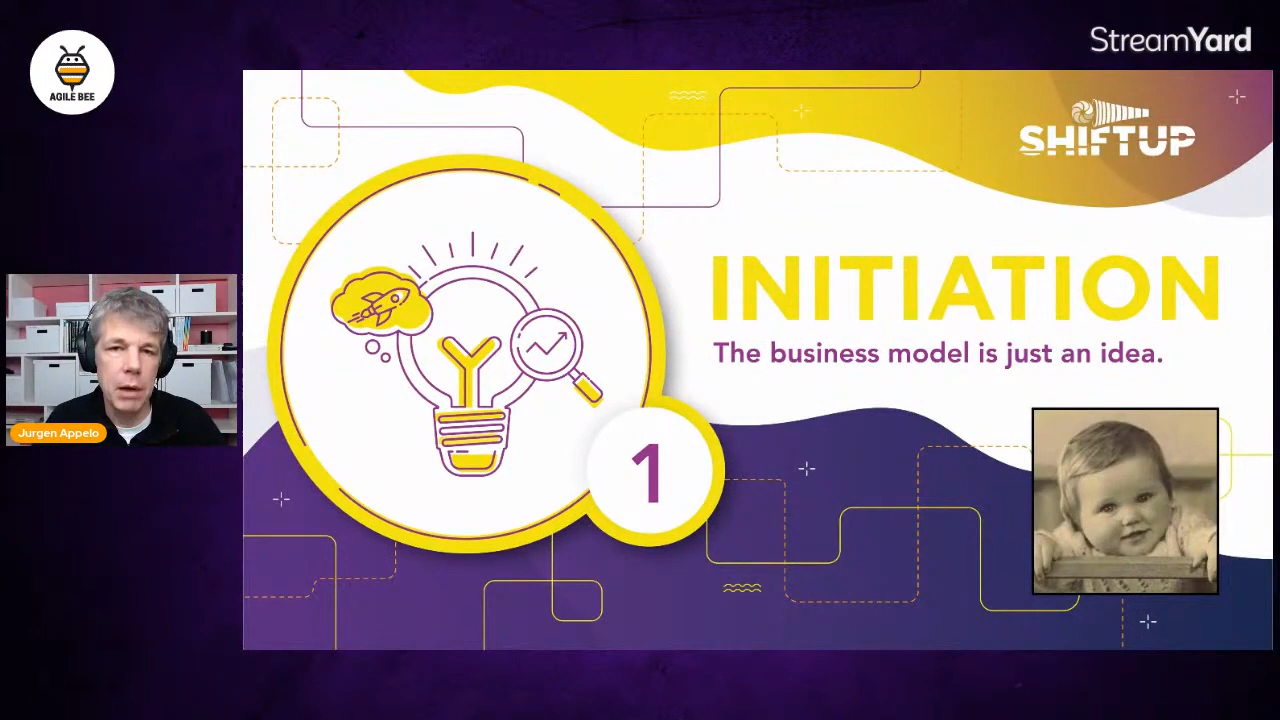 AGILE BEE
StreamYard
SHIFTUP
INITIATION
The business model is just an idea.
1
Jurgen Appelo